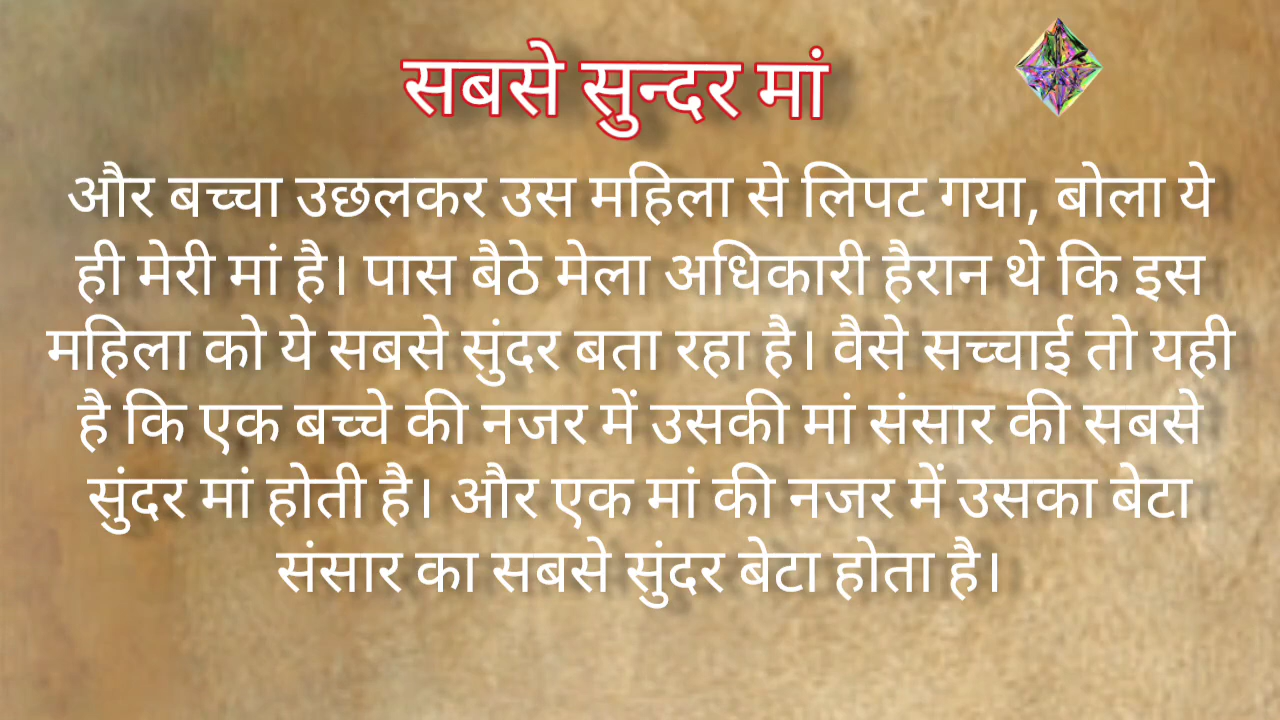 सबसे सुन्दर मां
और बच्चा उछलकर उस महिला से लिपट गया, बोला ये
ही मेरी मां है। पास बैठे मेला अधिकारी हैरान थे कि इस
महिला को ये सबसे सुंदर बता रहा है। वैसे सच्चाई तो यही
है कि एक बच्चे की नजर में उसकी मां संसार की सबसे
सुंदर मां होती है। और एक मां की नजर में उसका बेटा
संसार का सबसे सुंदर बेटा होता है।